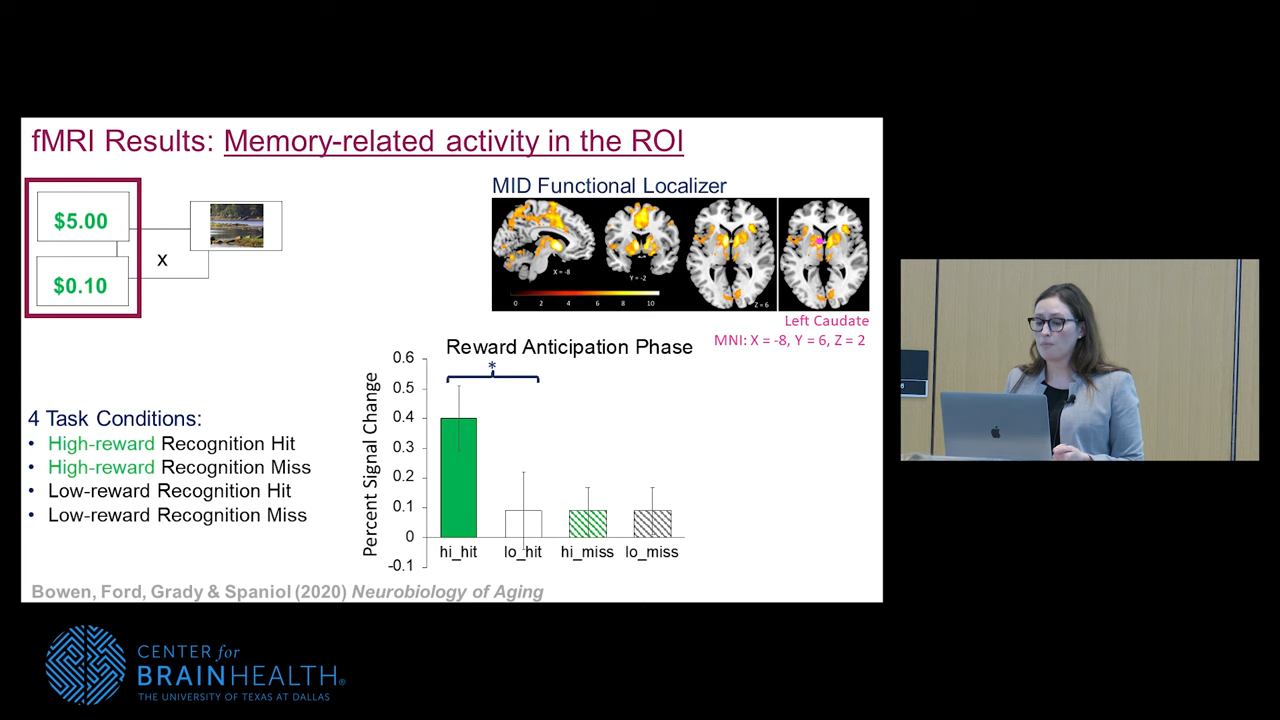 fMRI Results: Memory-related activity in the ROI
$5.00
$0.10
x
MID Functional Localizer
X = -8
Y = -2
Z = 6
0 2 4 6 8 10
Left Caudate
MNI: X = -8, Y = 6, Z = 2
4 Task Conditions:
• High-reward Recognition Hit
• High-reward Recognition Miss
• Low-reward Recognition Hit
• Low-reward Recognition Miss
Reward Anticipation Phase
*
Percent Signal Change
0.6
0.5
0.4
0.3
0.2
0.1
0
-0.1
hi_hit lo_hit hi_miss lo_miss
Bowen, Ford, Grady & Spaniol (2020) Neurobiology of Aging
CENTER for
BRAINHEALTH®
THE UNIVERSITY OF TEXAS AT DALLAS